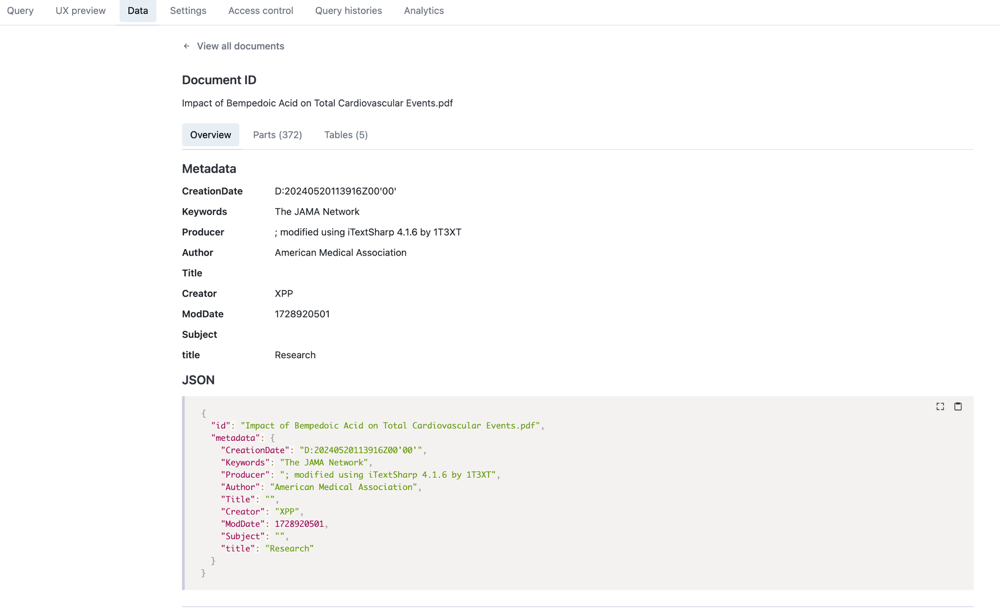 Query UX preview Data Settings Access control Query histories Analytics
← View all documents
Document ID
Impact of Bempedoic Acid on Total Cardiovascular Events.pdf
Overview Parts (372) Tables (5)
Metadata
CreationDate D:20240520113916Z00'00'
Keywords The JAMA Network
Producer ; modified using iTextSharp 4.1.6 by 1T3XT
Author American Medical Association
Title
Creator XPP
ModDate 1728920501
Subject
title Research
JSON
{
"id": "Impact of Bempedoic Acid on Total Cardiovascular Events.pdf",
"metadata": {
"CreationDate": "D:20240520113916Z00'00'",
"Keywords": "The JAMA Network",
"Producer": "; modified using iTextSharp 4.1.6 by 1T3XT",
"Author": "American Medical Association",
"Title": "",
"Creator": "XPP",
"ModDate": 1728920501,
"Subject": "",
"title": "Research"
}
}